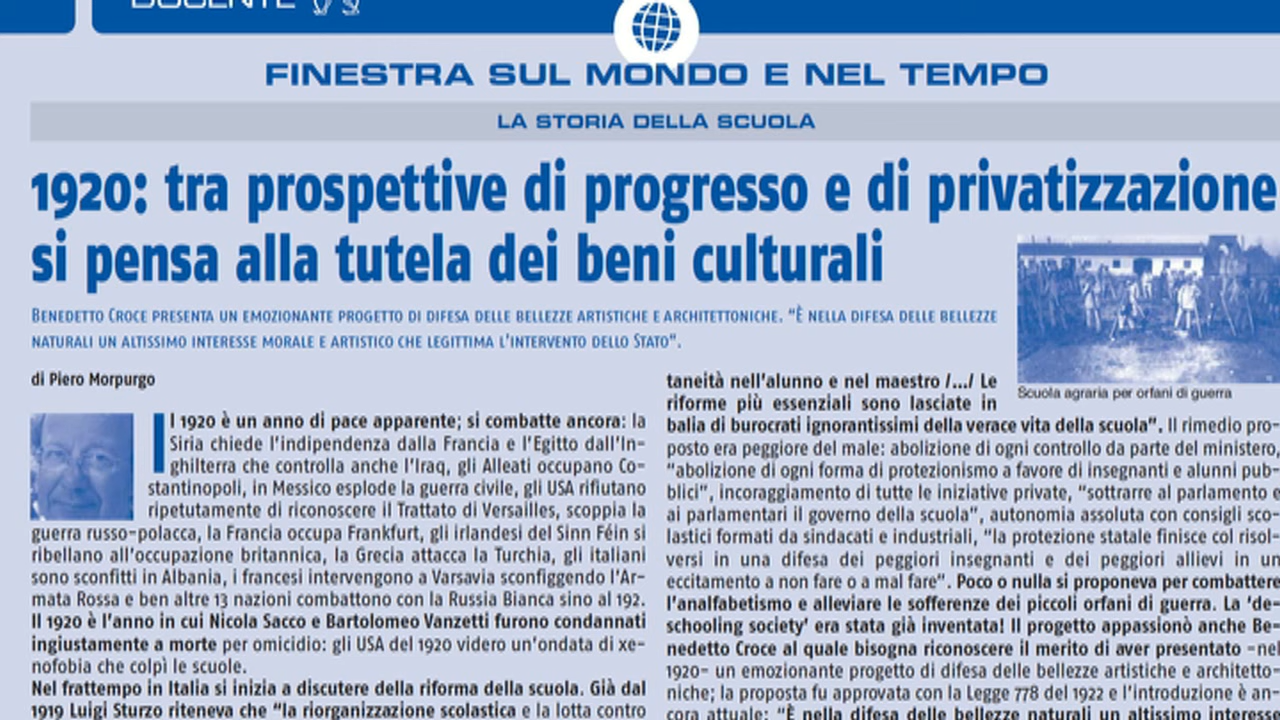 DOCENTE
FINESTRA SUL MONDO E NEL TEMPO
LA STORIA DELLA SCUOLA
1920: tra prospettive di progresso e di privatizzazione
si pensa alla tutela dei beni culturali
Benedetto Croce presenta un emozionante progetto di difesa delle bellezze artistiche e architettoniche. “È nella difesa delle bellezze
naturali un altissimo interesse morale e artistico che legittima l'intervento dello Stato”.
di Piero Morpurgo
Il 1920 è un anno di pace apparente; si combatte ancora: la
Siria chiede l'indipendenza dalla Francia e l'Egitto dall'In-
ghilterra che controlla anche l'Iraq, gli Alleati occupano Co-
stantinopoli, in Messico esplode la guerra civile, gli USA rifiutano
ripetutamente di riconoscere il Trattato di Versailles, scoppia la
guerra russo-polacca, la Francia occupa Frankfurt, gli irlandesi del Sinn Féin si
ribellano all'occupazione britannica, la Grecia attacca la Turchia, gli italiani
sono sconfitti in Albania, i francesi intervengono a Varsavia sconfiggendo l'Ar-
mata Rossa e ben altre 13 nazioni combattono con la Russia Bianca sino al 192.
Il 1920 è l'anno in cui Nicola Sacco e Bartolomeo Vanzetti furono condannati
ingiustamente a morte per omicidio: gli USA del 1920 videro un'ondata di xe-
nofobia che colpì le scuole.
Nel frattempo in Italia si inizia a discutere della riforma della scuola. Già dal
1919 Luigi Sturzo riteneva che “la riorganizzazione scolastica e la lotta contro
Scuola agraria per orfani di guerra
taneità nell'alunno e nel maestro /.../ Le
riforme più essenziali sono lasciate in
balia di burocrati ignorantissimi della verace vita della scuola”. Il rimedio pro-
posto era peggiore del male: abolizione di ogni controllo da parte del ministero,
“abolizione di ogni forma di protezionismo a favore di insegnanti e alunni pub-
blici”, incoraggiamento di tutte le iniziative private, “sottrarre al parlamento e
ai parlamentari il governo della scuola”, autonomia assoluta con consigli sco-
lastici formati da sindacati e industriali, “la protezione statale finisce col risol-
versi in una difesa dei peggiori insegnanti e dei peggiori allievi in un
eccitamento a non fare o a mal fare”. Poco o nulla si proponeva per combattere
l'analfabetismo e alleviare le sofferenze dei piccoli orfani di guerra. La ‘de-
schooling society’ era stata già inventata! Il progetto appassionò anche Be-
nedetto Croce al quale bisogna riconoscere il merito di aver presentato -nel
1920- un emozionante progetto di difesa delle bellezze artistiche e architetto-
niche; la proposta fu approvata con la Legge 778 del 1922 e l'introduzione è an-
cora attuale: “È nella difesa delle bellezze naturali un altissimo interesse